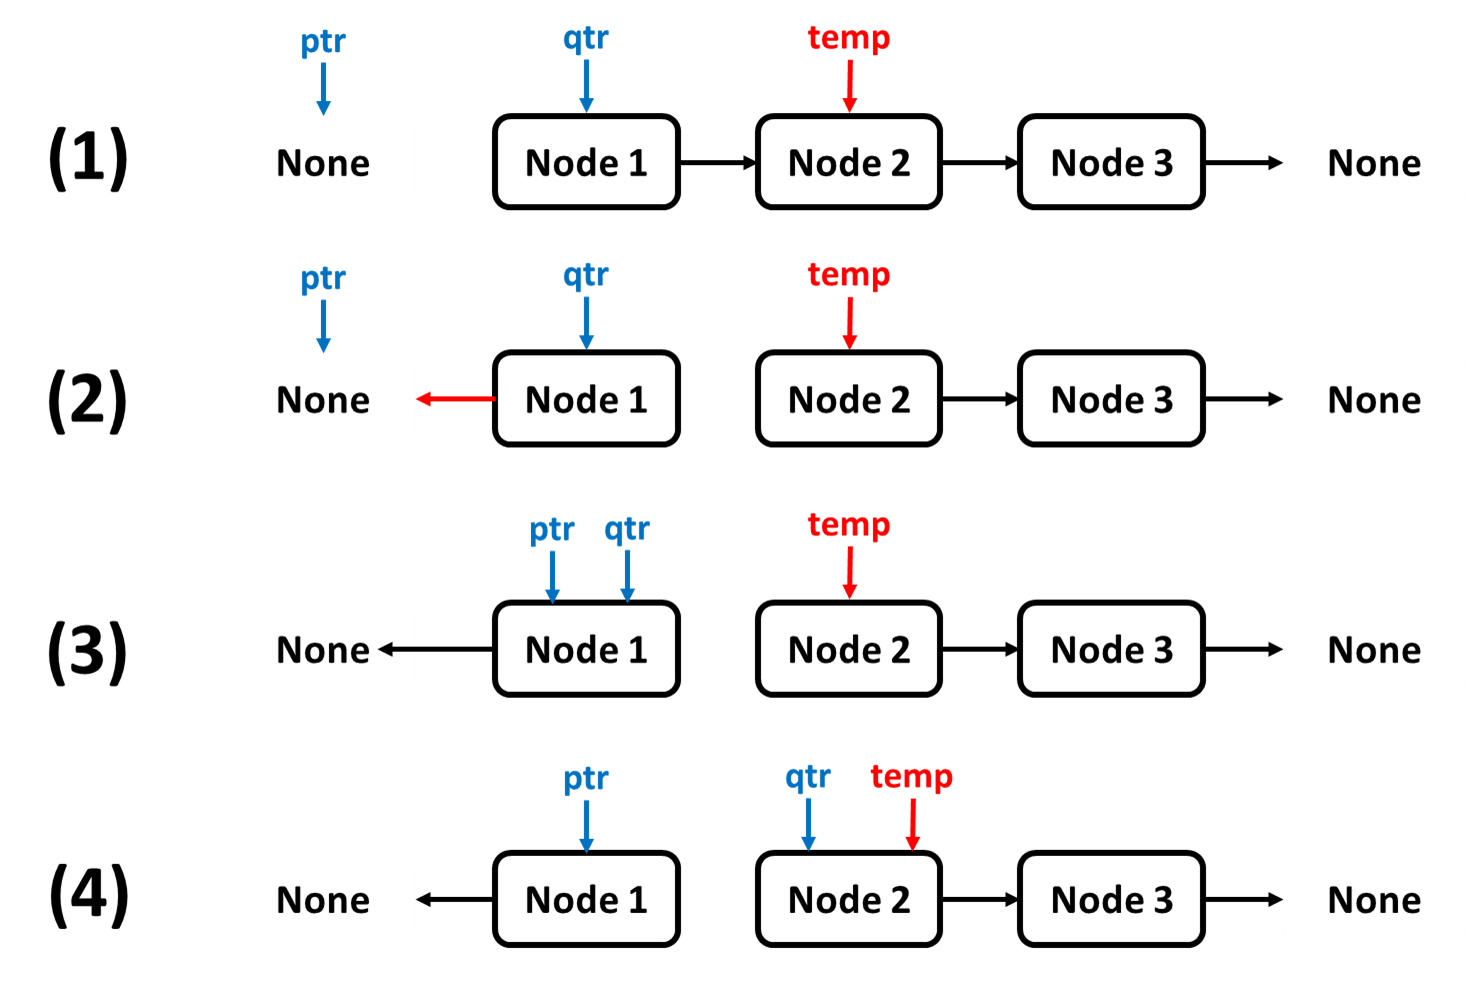 ptr qtr temp
(1) None Node 1 Node 2 Node 3 None
ptr qtr temp
(2) None Node 1 Node 2 Node 3 None
ptr qtr temp
(3) None Node 1 Node 2 Node 3 None
ptr qtr temp
(4) None Node 1 Node 2 Node 3 None